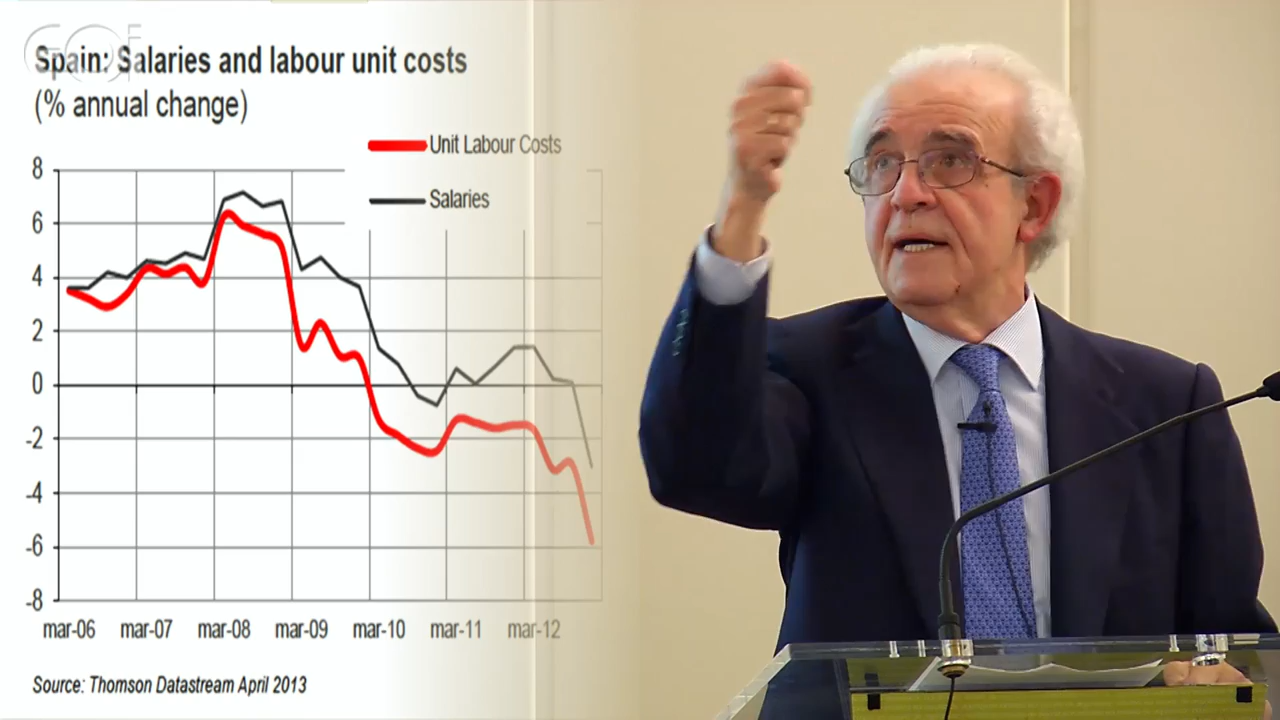 Spain: Salaries and labour unit costs
(% annual change)
Unit Labour Costs
Salaries
8
6
4
2
0
-2
-4
-6
-8
mar-06 mar-07 mar-08 mar-09 mar-10 mar-11 mar-12
Source: Thomson Datastream April 2013